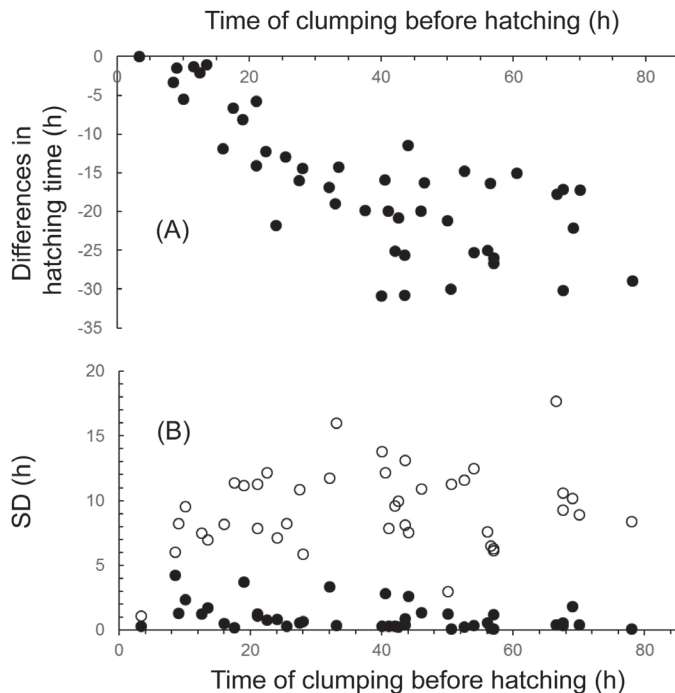 Time of clumping before hatching (h)
0 20 40 60 80
0
-5
-10
-15
-20
-25
-30
-35
Differences in
hatching time (h)
(A)
20
15
10
5
0
SD (h)
(B)
0 20 40 60 80
Time of clumping before hatching (h)